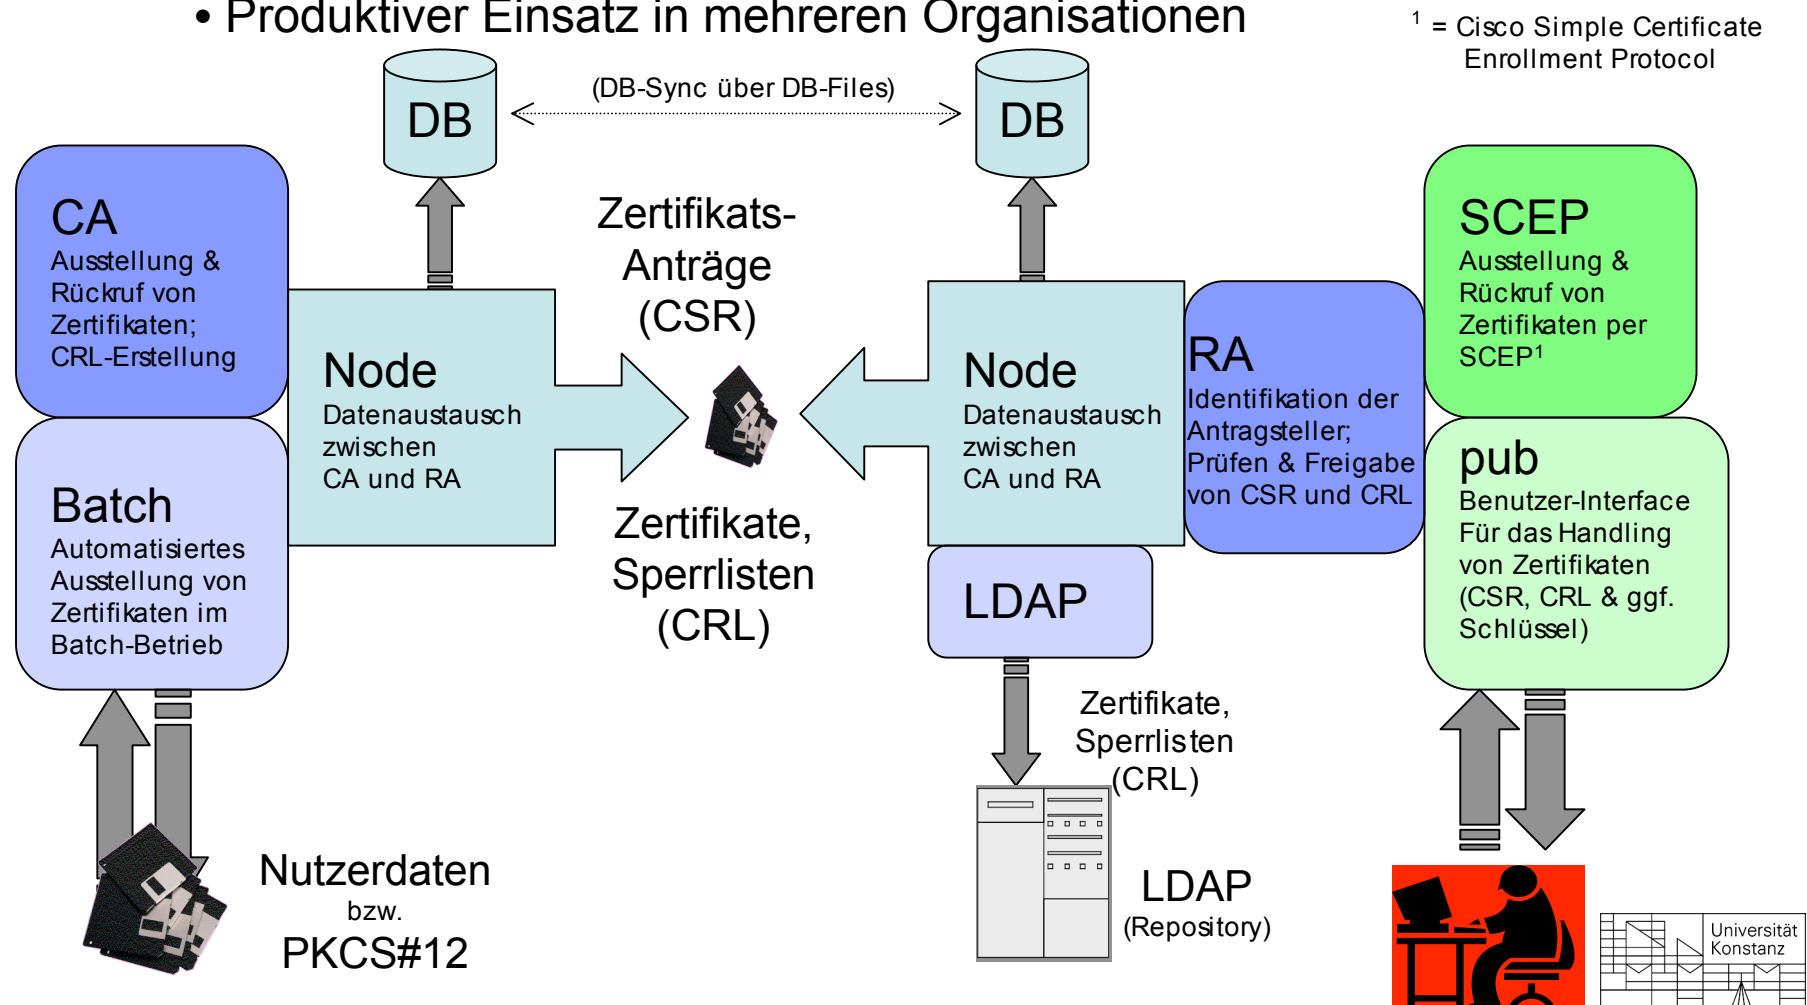 • Produktiver Einsatz in mehreren Organisationen
1 = Cisco Simple Certificate
Enrollment Protocol
DB
(DB-Sync über DB-Files)
DB
CA
Ausstellung &
Rückruf von
Zertifikaten;
CRL-Erstellung
Batch
Automatisiertes
Ausstellung von
Zertifikaten im
Batch-Betrieb
Node
Datenaustausch
zwischen
CA und RA
Zertifikats-
Anträge
(CSR)
Zertifikate,
Sperrlisten
(CRL)
Node
Datenaustausch
zwischen
CA und RA
RA
Identifikation der
Antragsteller;
Prüfen & Freigabe
von CSR und CRL
SCEP
Ausstellung &
Rückruf von
Zertifikaten per
SCEP1
pub
Benutzer-Interface
Für das Handling
von Zertifikaten
(CSR, CRL & ggf.
Schlüssel)
LDAP
Zertifikate,
Sperrlisten
(CRL)
Nutzerdaten
bzw.
PKCS#12
LDAP
(Repository)
Universität
Konstanz